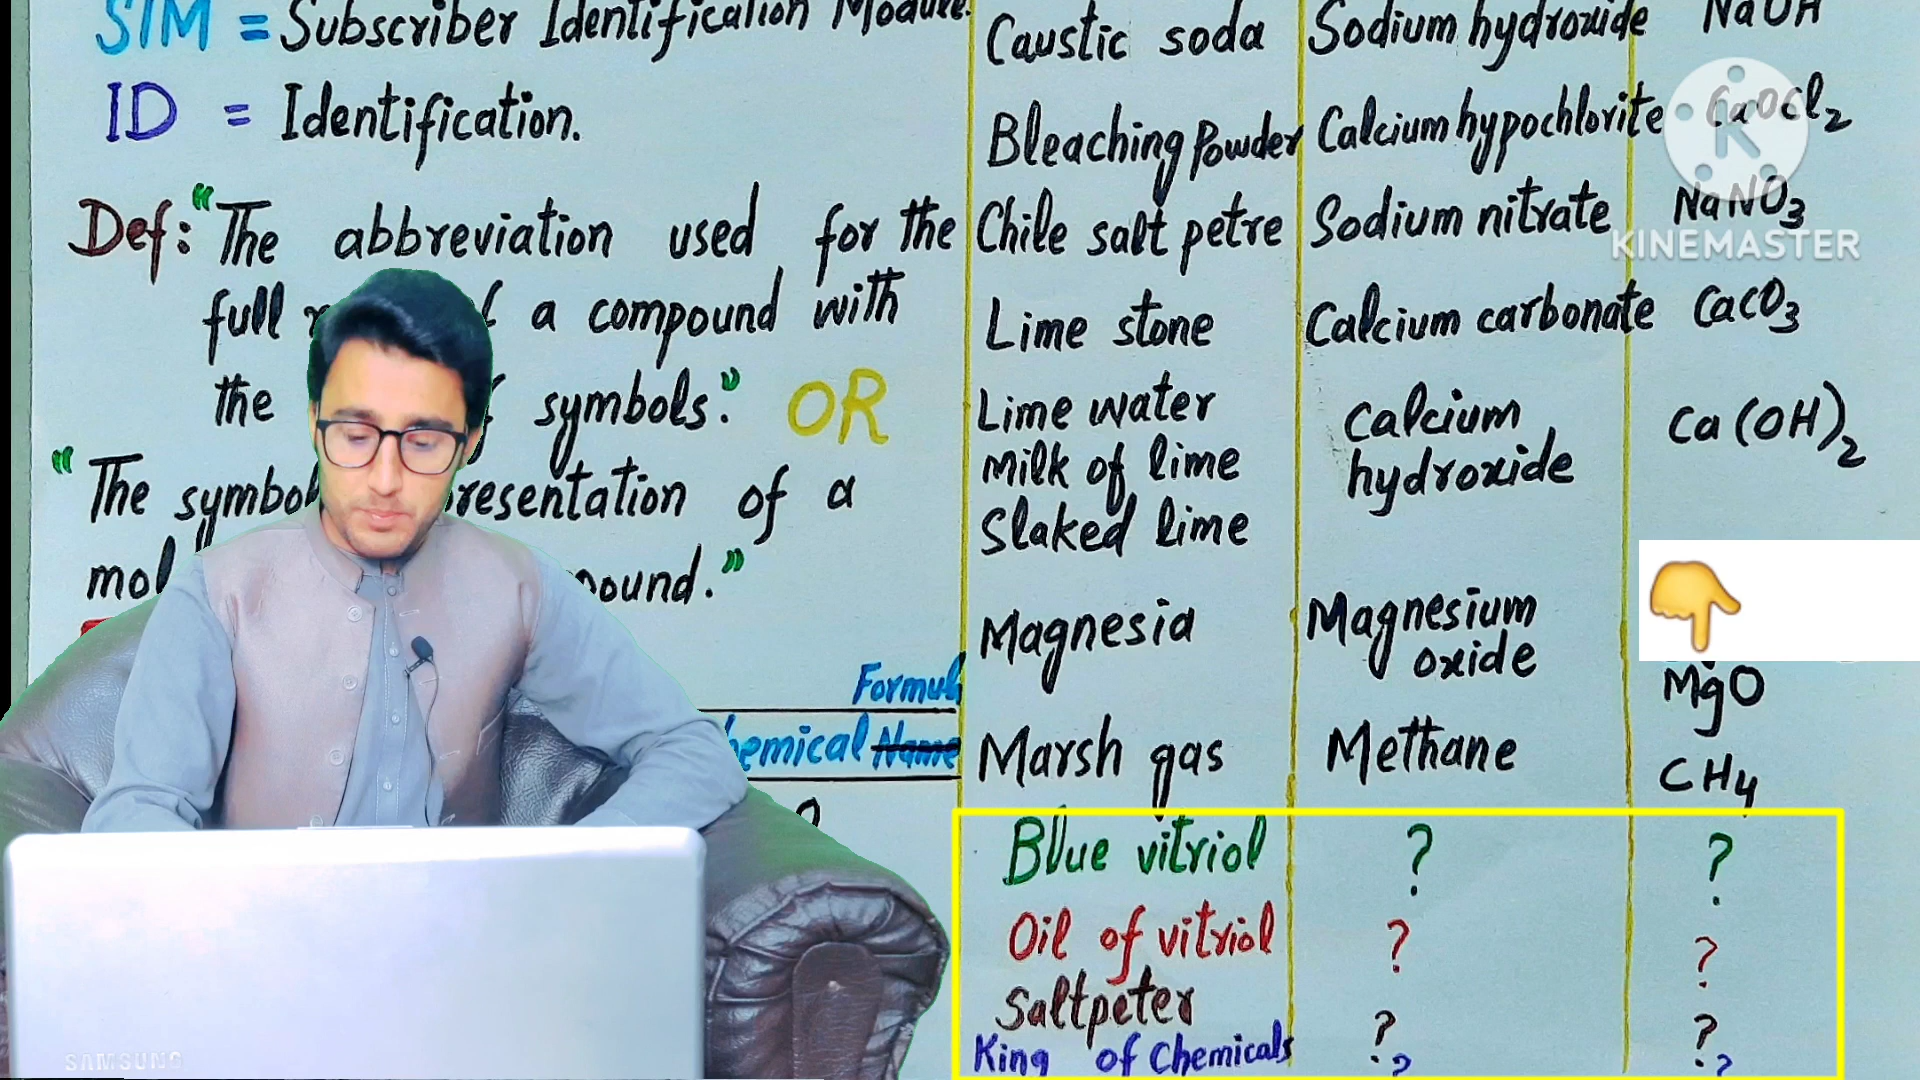 SIM = Subscriber Identification Module.
ID = Identification.
Def: "The abbreviation used for the
full of a compound with
the symbols." OR
"The symbol presentation of a
mol pound."
Formul
hemical Name
Caustic soda Sodium hydroxide NaOH
Bleaching Powder Calcium hypochlorite CaOCl2
Chile salt petre Sodium nitrate NaNO3
Lime stone Calcium carbonate CaCO3
Lime water
Milk of lime
Slaked lime
Calcium
hydroxide
Ca(OH)2
Magnesia Magnesium
oxide
MgO
Marsh gas Methane CH4
Blue vitriol ? ?
Oil of vitriol ? ?
Saltpeter ? ?
King of Chemicals ? ?
KINEMASTER
SAMSUNG